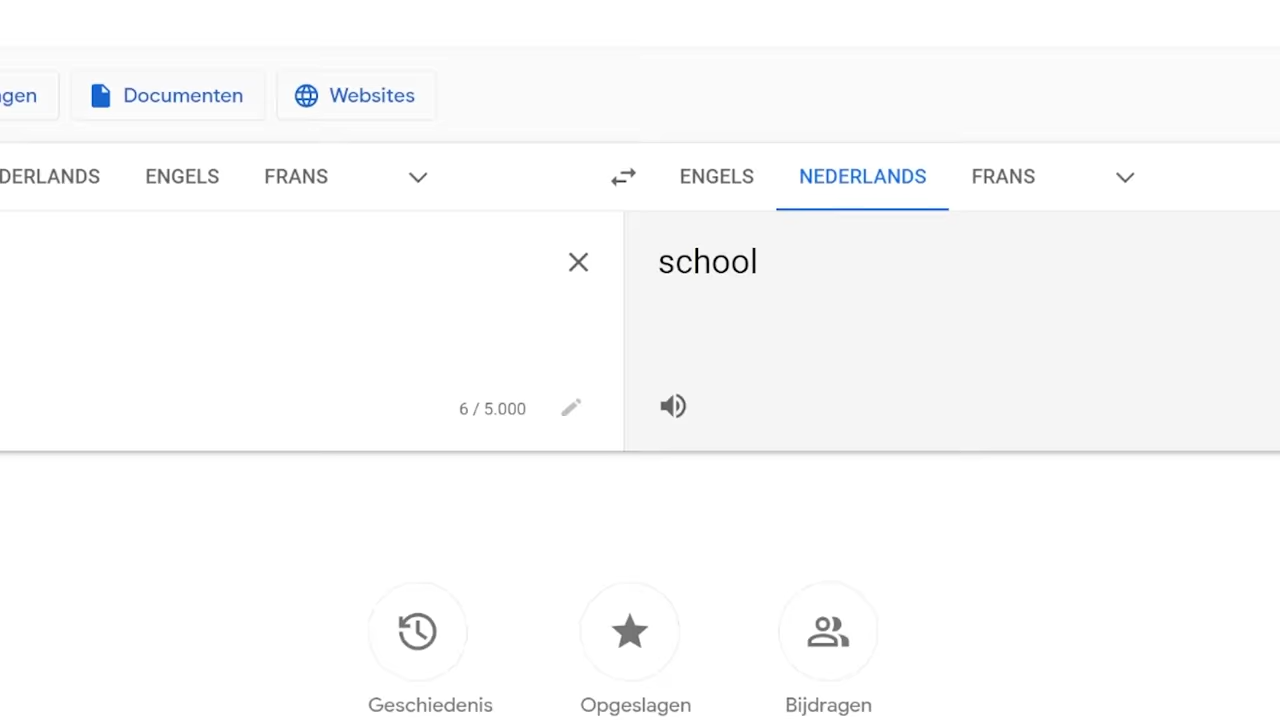 gen
Documenten
Websites
DERLANDS
ENGELS
FRANS
ENGELS
NEDERLANDS
FRANS
school
6 / 5.000
Geschiedenis
Opgeslagen
Bijdragen